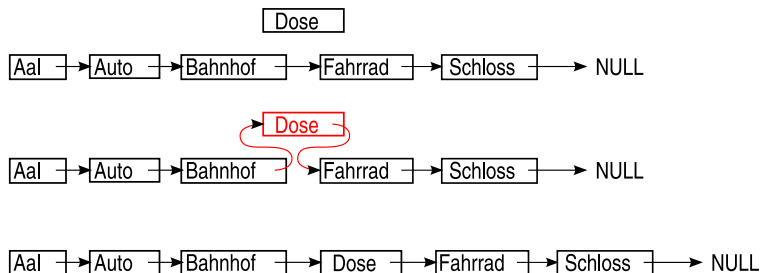 Dose
Aal Auto Bahnhof Fahrrad Schloss NULL
Dose
Aal Auto Bahnhof Fahrrad Schloss NULL
Aal Auto Bahnhof Dose Fahrrad Schloss NULL